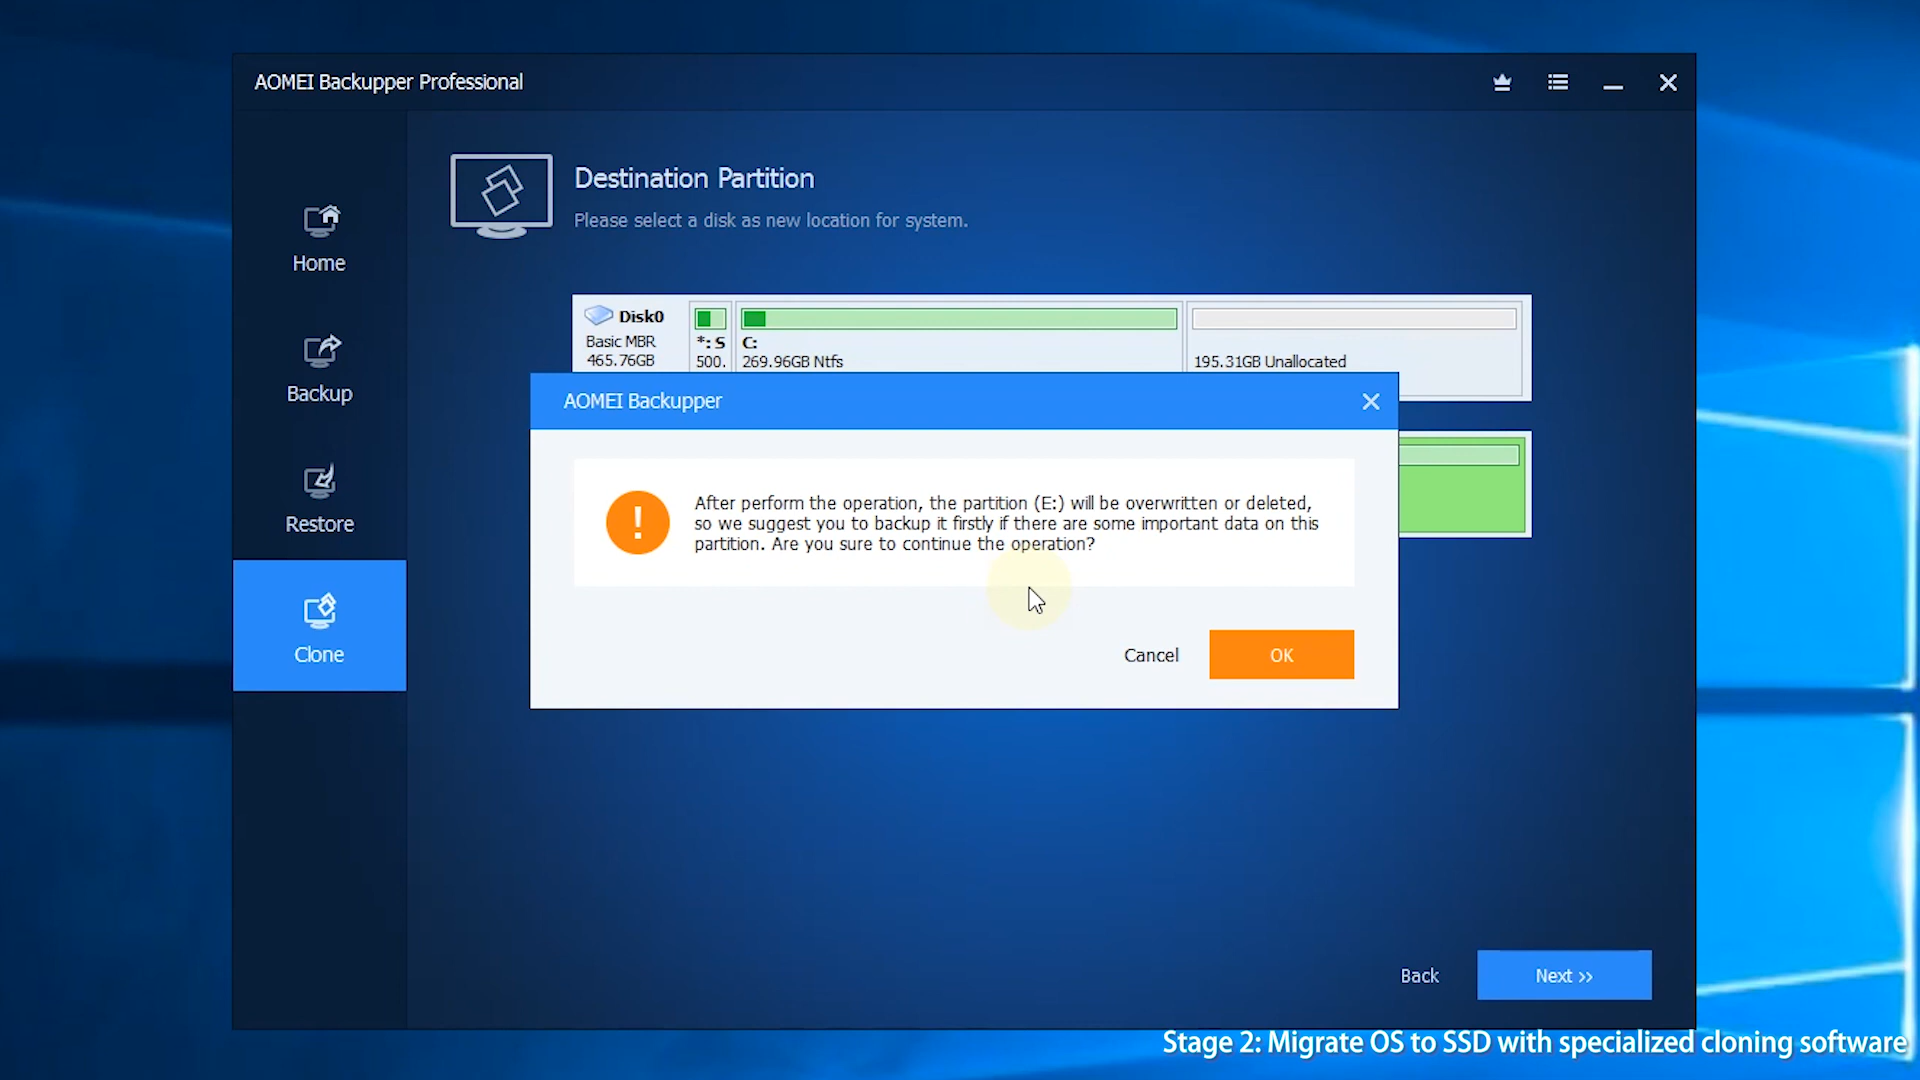 AOMEI Backupper Professional
Home
Backup
Restore
Clone
Destination Partition
Please select a disk as new location for system.
Disk0
Basic MBR
465.76GB
*: S
500.
C:
269.96GB Ntfs
195.31GB Unallocated
AOMEI Backupper
After perform the operation, the partition (E:) will be overwritten or deleted,
so we suggest you to backup it firstly if there are some important data on this
partition. Are you sure to continue the operation?
Cancel
OK
Back
Next >>
Stage 2: Migrate OS to SSD with specialized cloning software